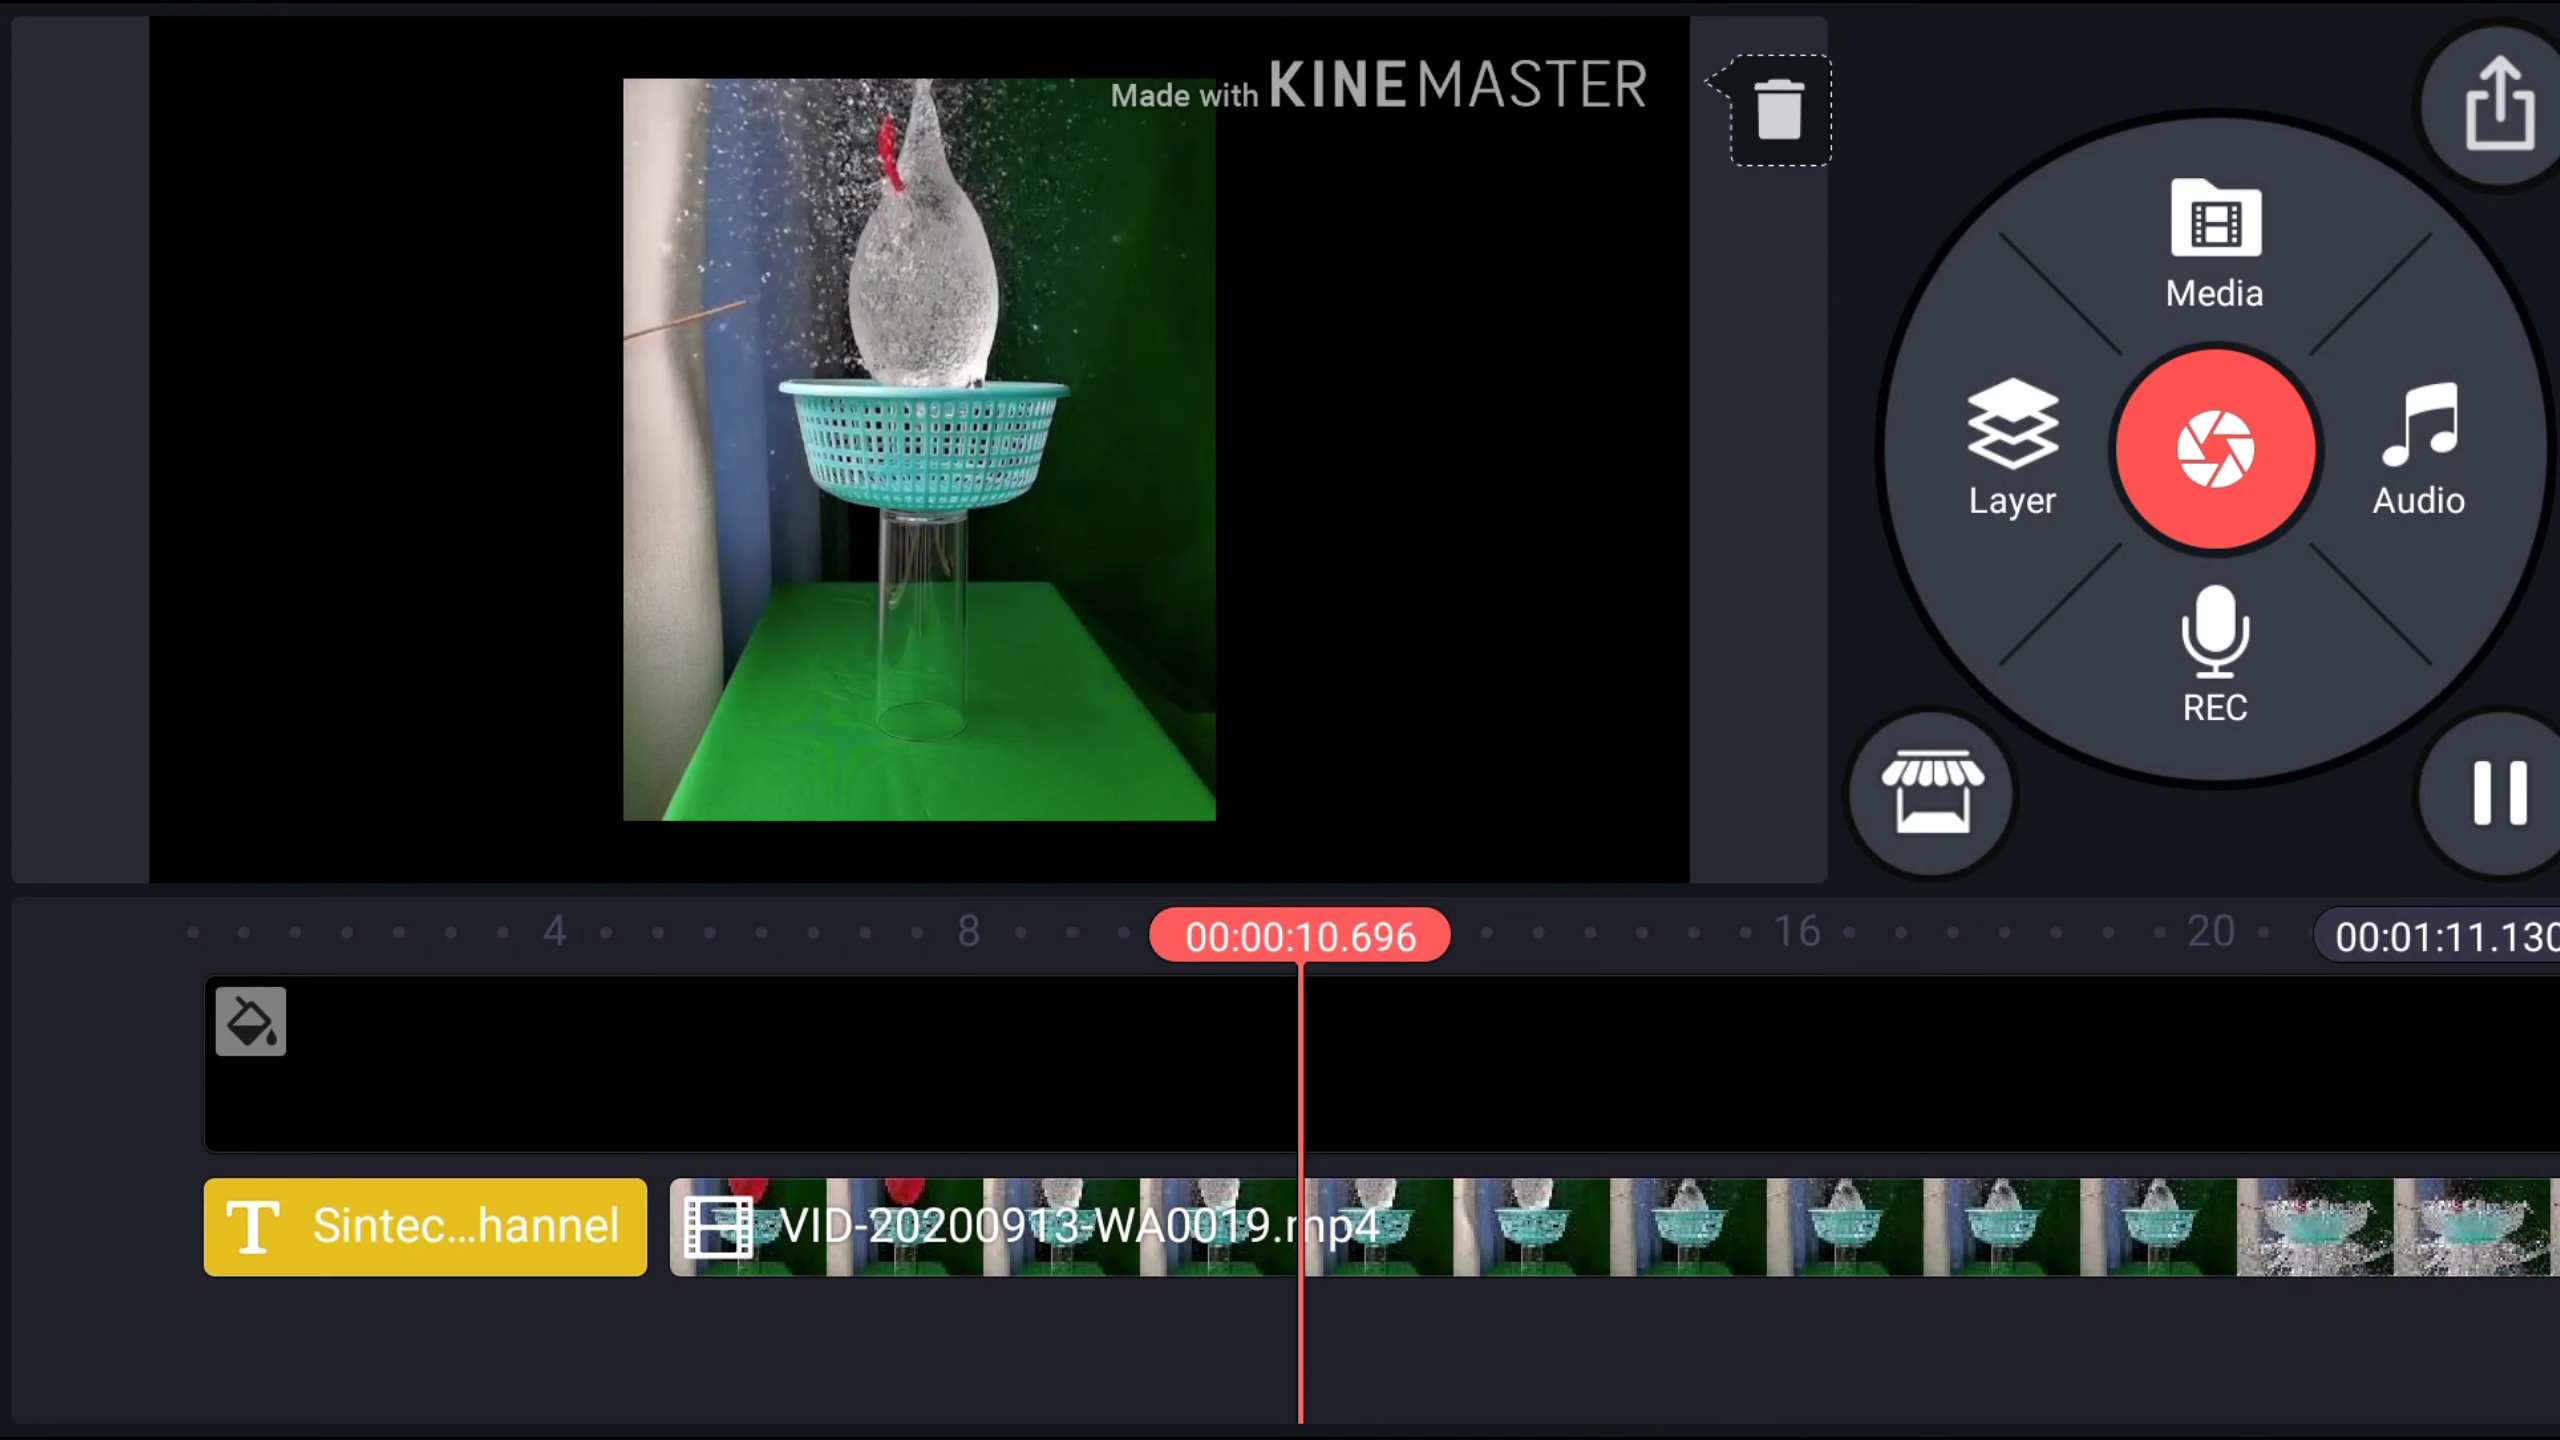 Made with KINEMASTER
Media
Layer
Audio
REC
4
8
00:00:10.696
16
20
00:01:11.130
T Sintec...hannel
VID-20200913-WA0019.mp4